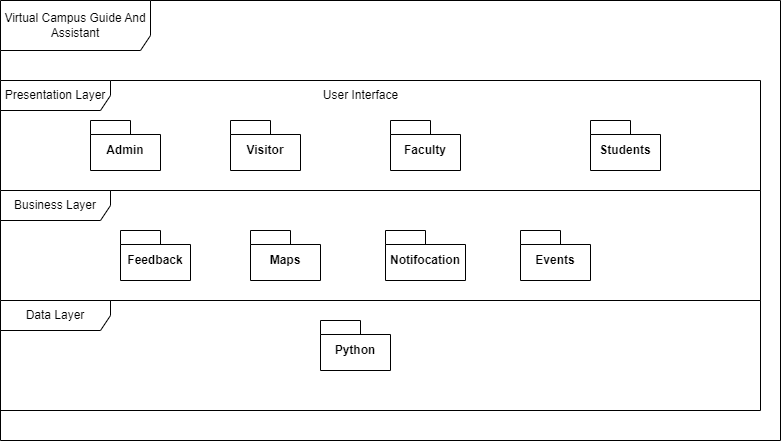 Virtual Campus Guide And
Assistant
Presentation Layer
User Interface
Admin
Visitor
Faculty
Students
Business Layer
Feedback
Maps
Notifocation
Events
Data Layer
Python